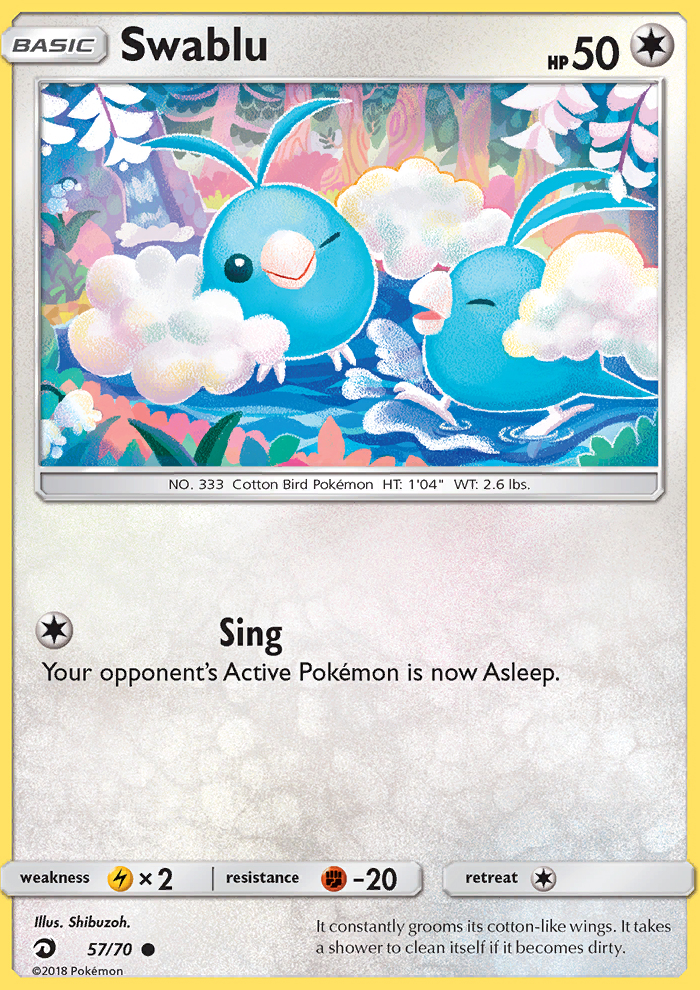 BASIC Swablu HP50
NO. 333 Cotton Bird Pokémon HT: 1'04" WT: 2.6 lbs.
Sing
Your opponent's Active Pokémon is now Asleep.
weakness ×2 resistance -20 retreat
Illus. Shibuzoh.
57/70
©2018 Pokémon
It constantly grooms its cotton-like wings. It takes
a shower to clean itself if it becomes dirty.